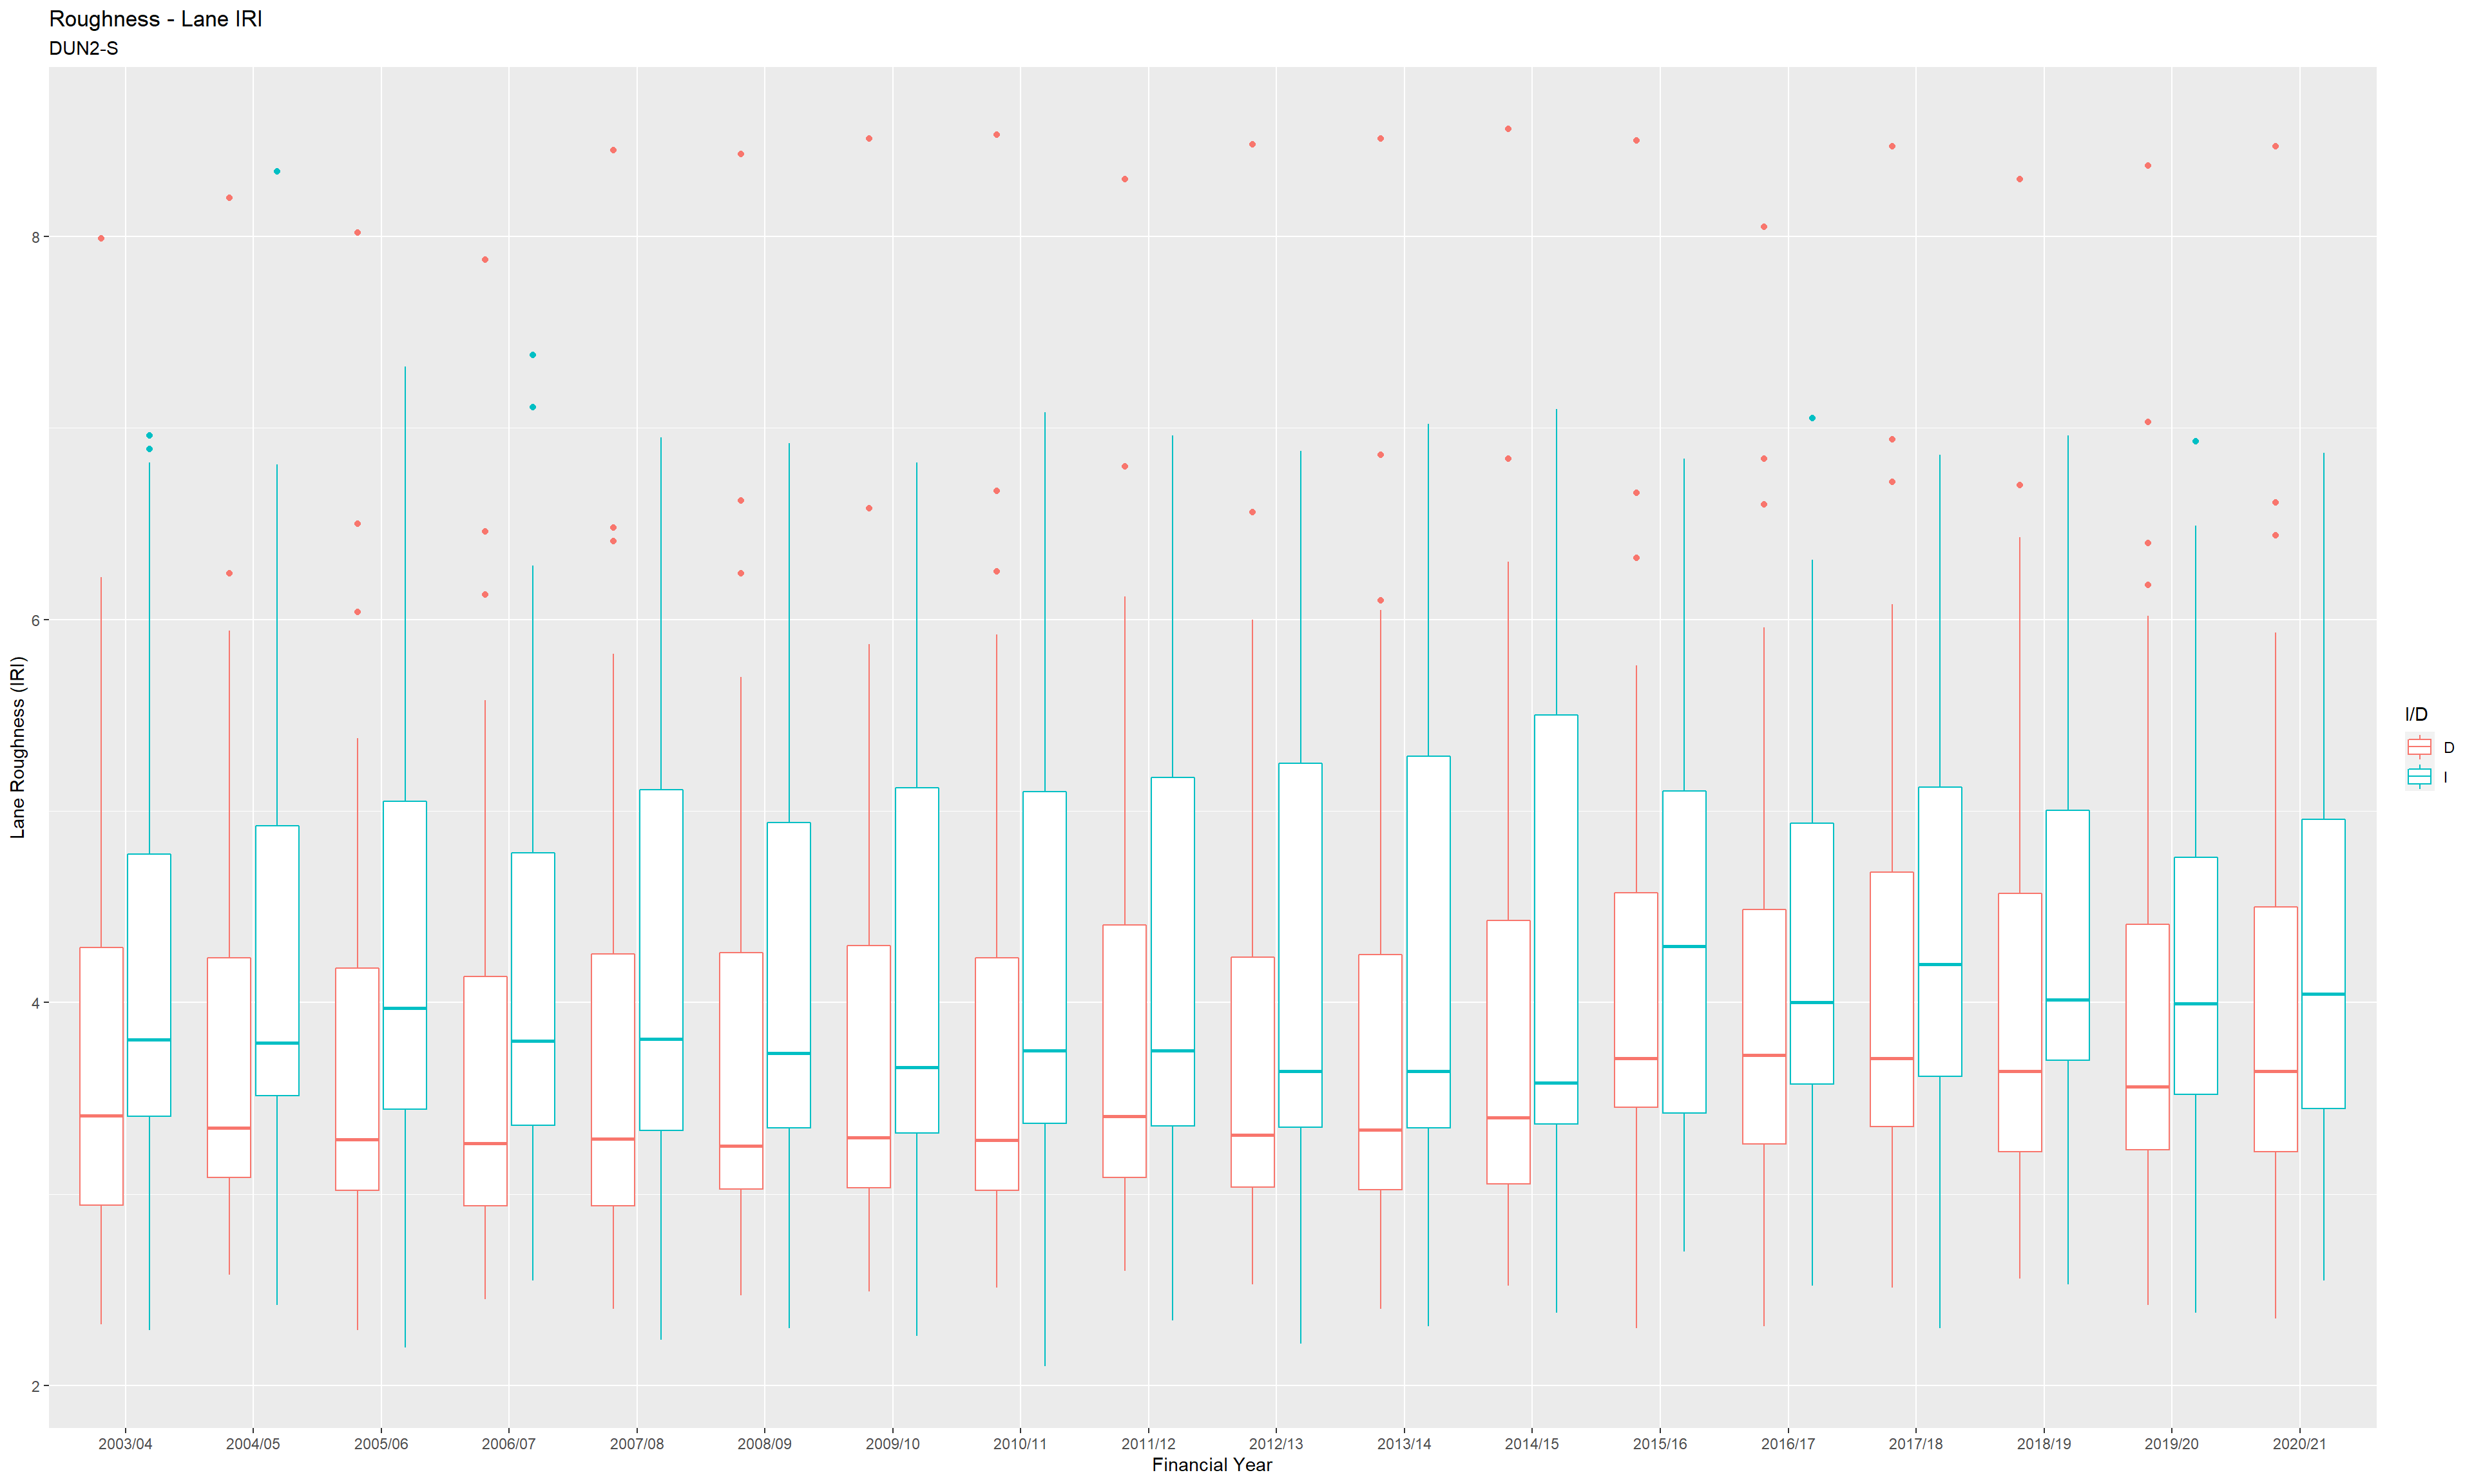 Roughness - Lane IRI
DUN2-S
Lane Roughness (IRI)
8
6
4
2
2003/04 2004/05 2005/06 2006/07 2007/08 2008/09 2009/10 2010/11 2011/12 2012/13 2013/14 2014/15 2015/16 2016/17 2017/18 2018/19 2019/20 2020/21
Financial Year
I/D
D
I